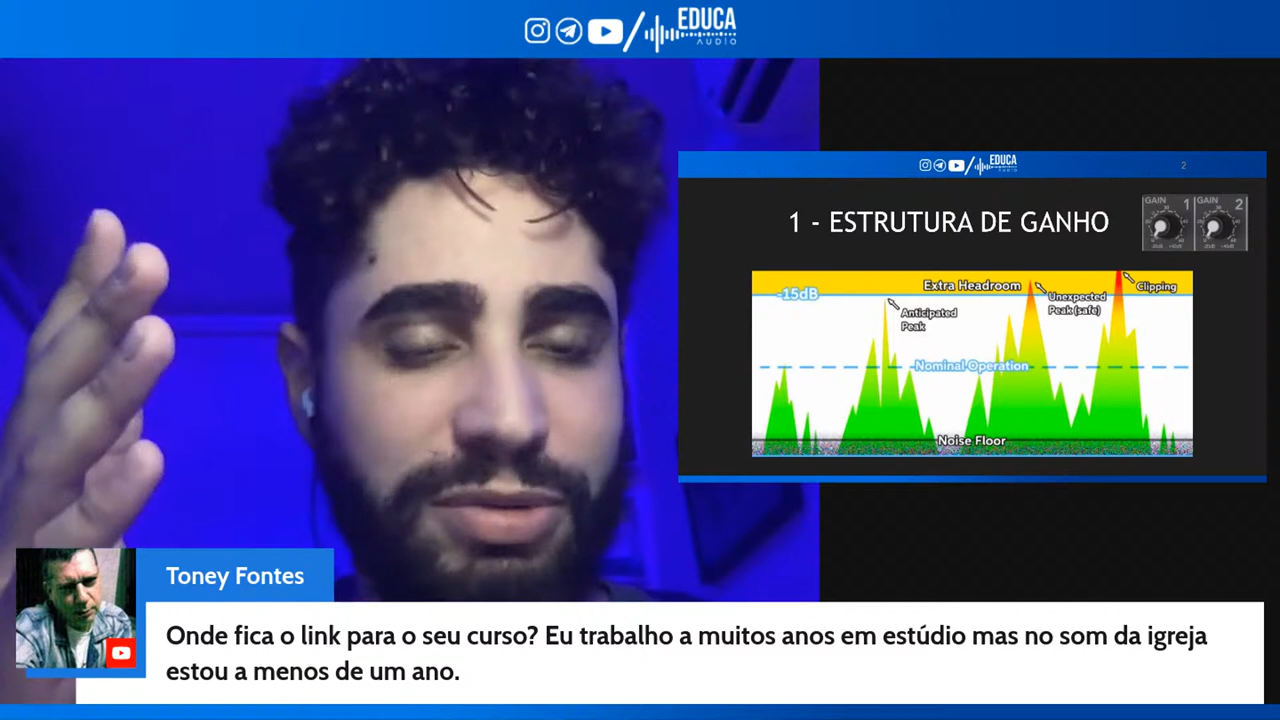 EDUCA
AUDIO
EDUCA
AUDIO
2
1 - ESTRUTURA DE GANHO
GAIN 1 GAIN 2
-15dB
Extra Headroom
Clipping
Unexpected
Peak (safe)
Anticipated
Peak
Nominal Operation
Noise Floor
Toney Fontes
Onde fica o link para o seu curso? Eu trabalho a muitos anos em estúdio mas no som da igreja
estou a menos de um ano.